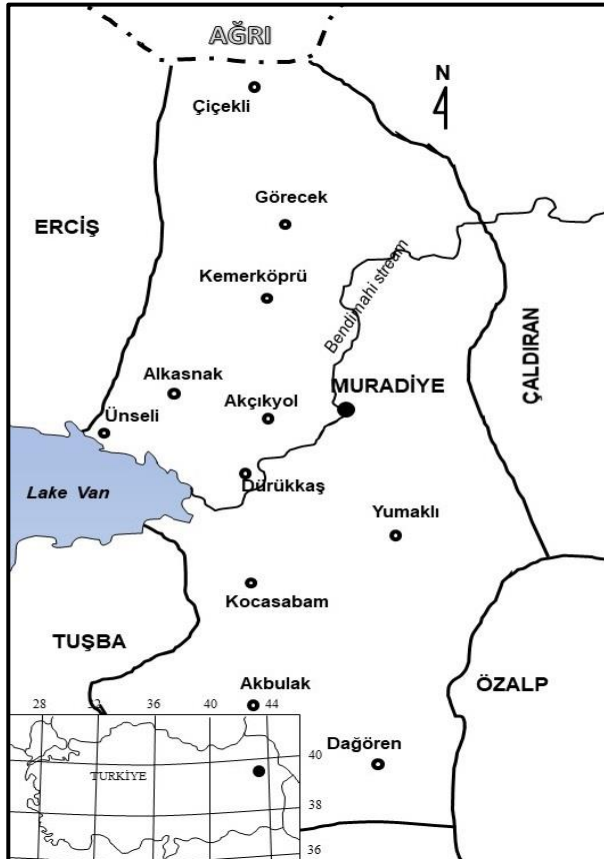 AĞRI
N
Çiçekli
Görecek
ERCİŞ
Kemerköprü
Bendimahi stream
ÇALDIRAN
Alkasnak
MURADİYE
Ünseli
Akçıkyol
Lake Van
Dürükkaş
Yumaklı
Kocasabam
TUŞBA
Akbulak
ÖZALP
28
32
36
40
44
Dağören
40
TURKİYE
38
36